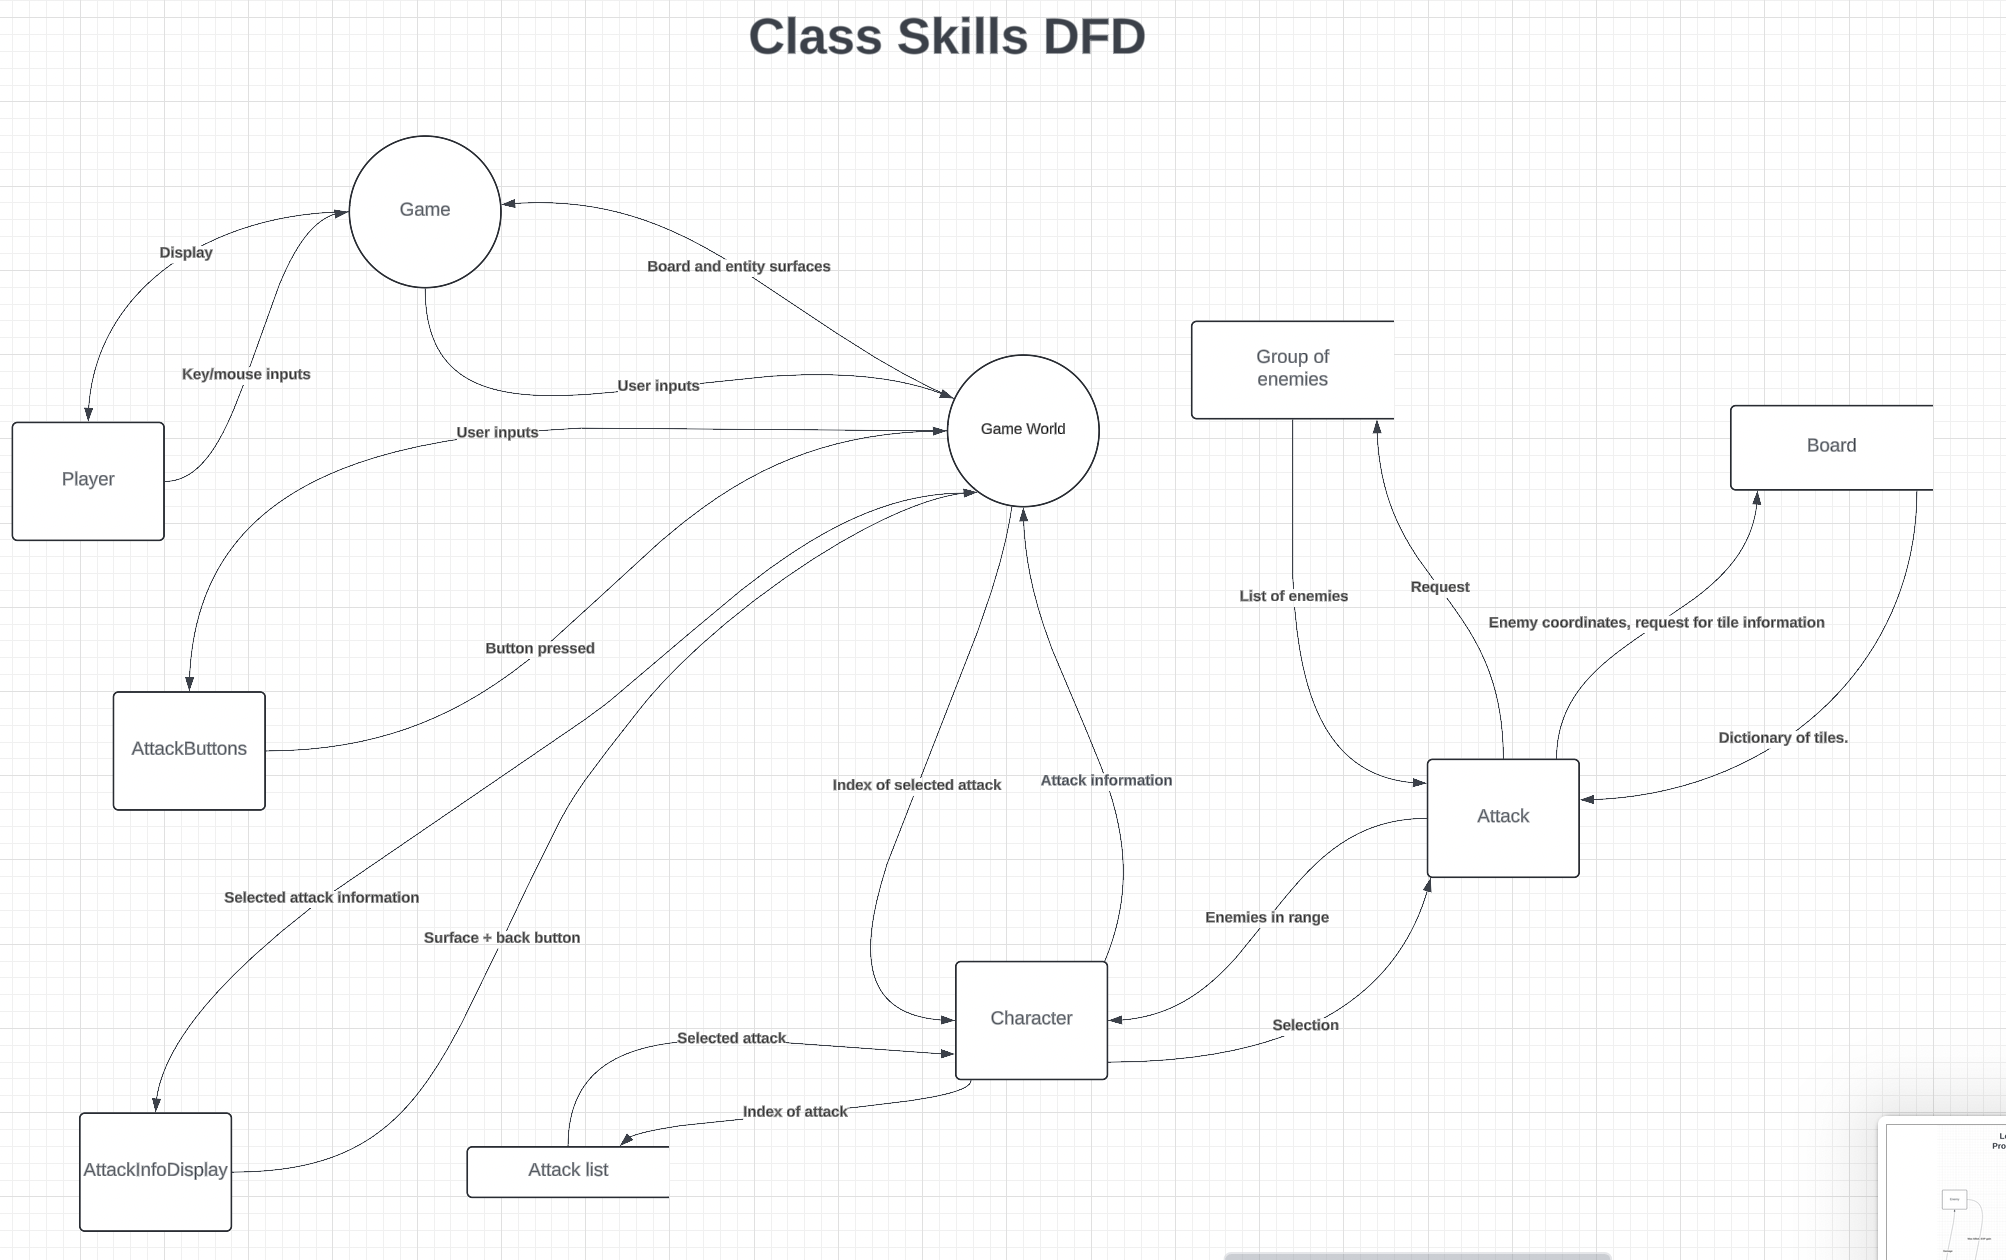 Class Skills DFD
Game
Display
Board and entity surfaces
Key/mouse inputs
User inputs
Group of
enemies
Game World
User inputs
Board
Player
List of enemies
Request
Enemy coordinates, request for tile information
Button pressed
AttackButtons
Dictionary of tiles.
Index of selected attack
Attack information
Attack
Selected attack information
Enemies in range
Surface + back button
Character
Selection
Selected attack
Index of attack
AttackInfoDisplay
Attack list